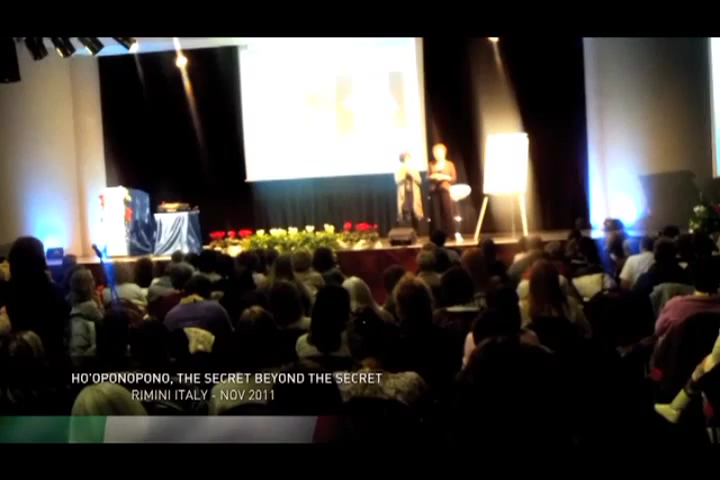 HO'OPONOPONO, THE SECRET BEYOND THE SECRET
RIMINI ITALY - NOV 2011